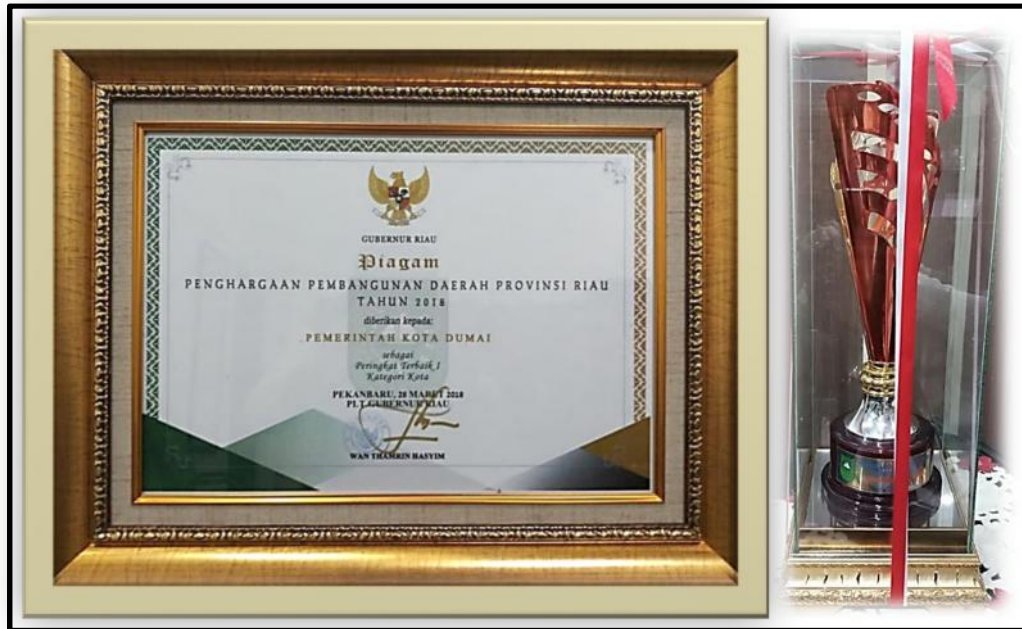 GUBERNUR RIAU
Piagam
PENGHARGAAN PEMBANGUNAN DAERAH PROVINSI RIAU
TAHUN 2018
diberikan kepada:
PEMERINTAH KOTA DUMAI
sebagai
Peringkat Terbaik I
Kategori Kota
PEKANBARU, 28 MARET 2018
PLT. GUBERNUR RIAU
WAN THAMRIN HASYIM